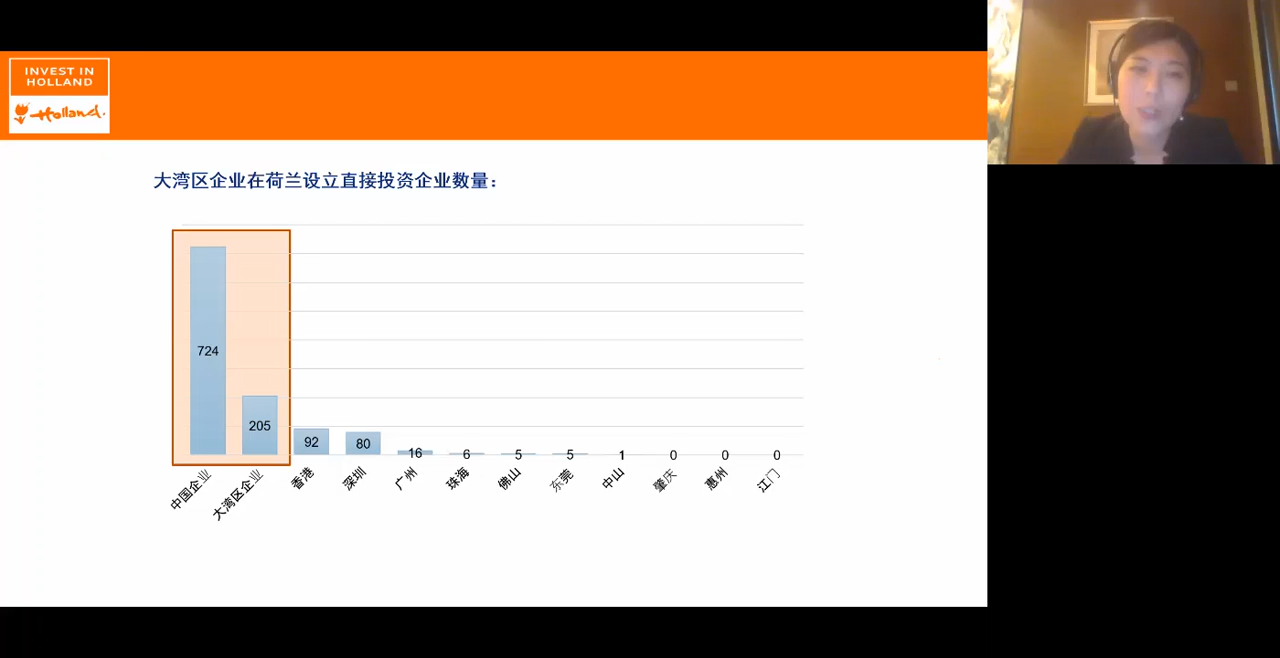 INVEST IN
HOLLAND
Holland.
大湾区企业在荷兰设立直接投资企业数量：
724
205
92
80
16
6
5
5
1
0
0
0
中国企业
大湾区企业
香港
深圳
广州
珠海
佛山
东莞
中山
肇庆
惠州
江门